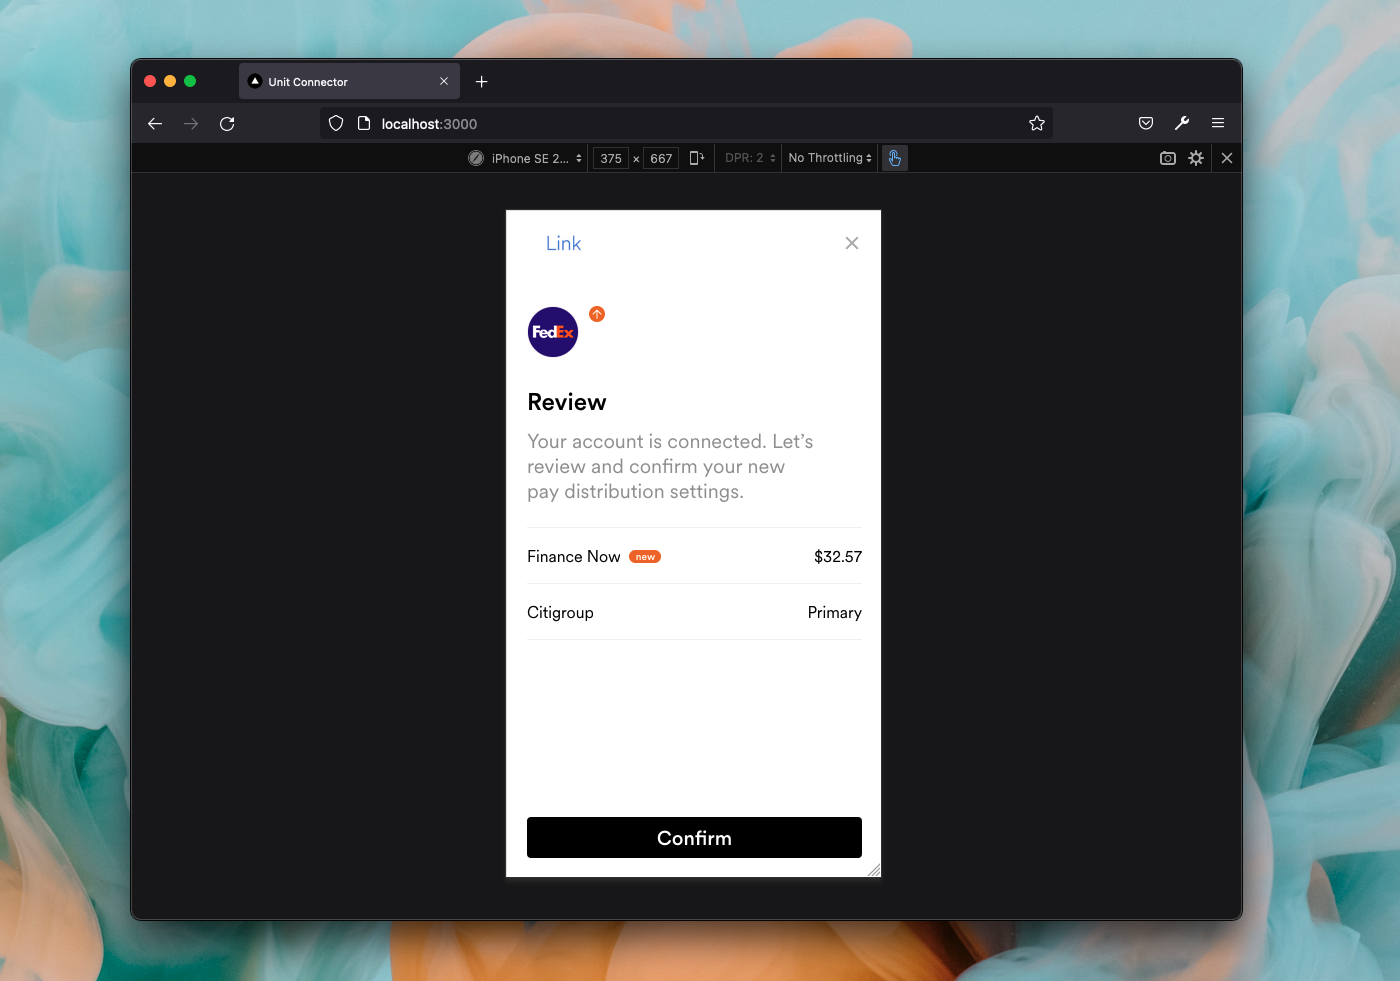 Unit Connector
localhost:3000
iPhone SE 2... 375 × 667 DPR: 2 No Throttling
Link
FedEx
Review
Your account is connected. Let's
review and confirm your new
pay distribution settings.
Finance Now new $32.57
Citigroup Primary
Confirm